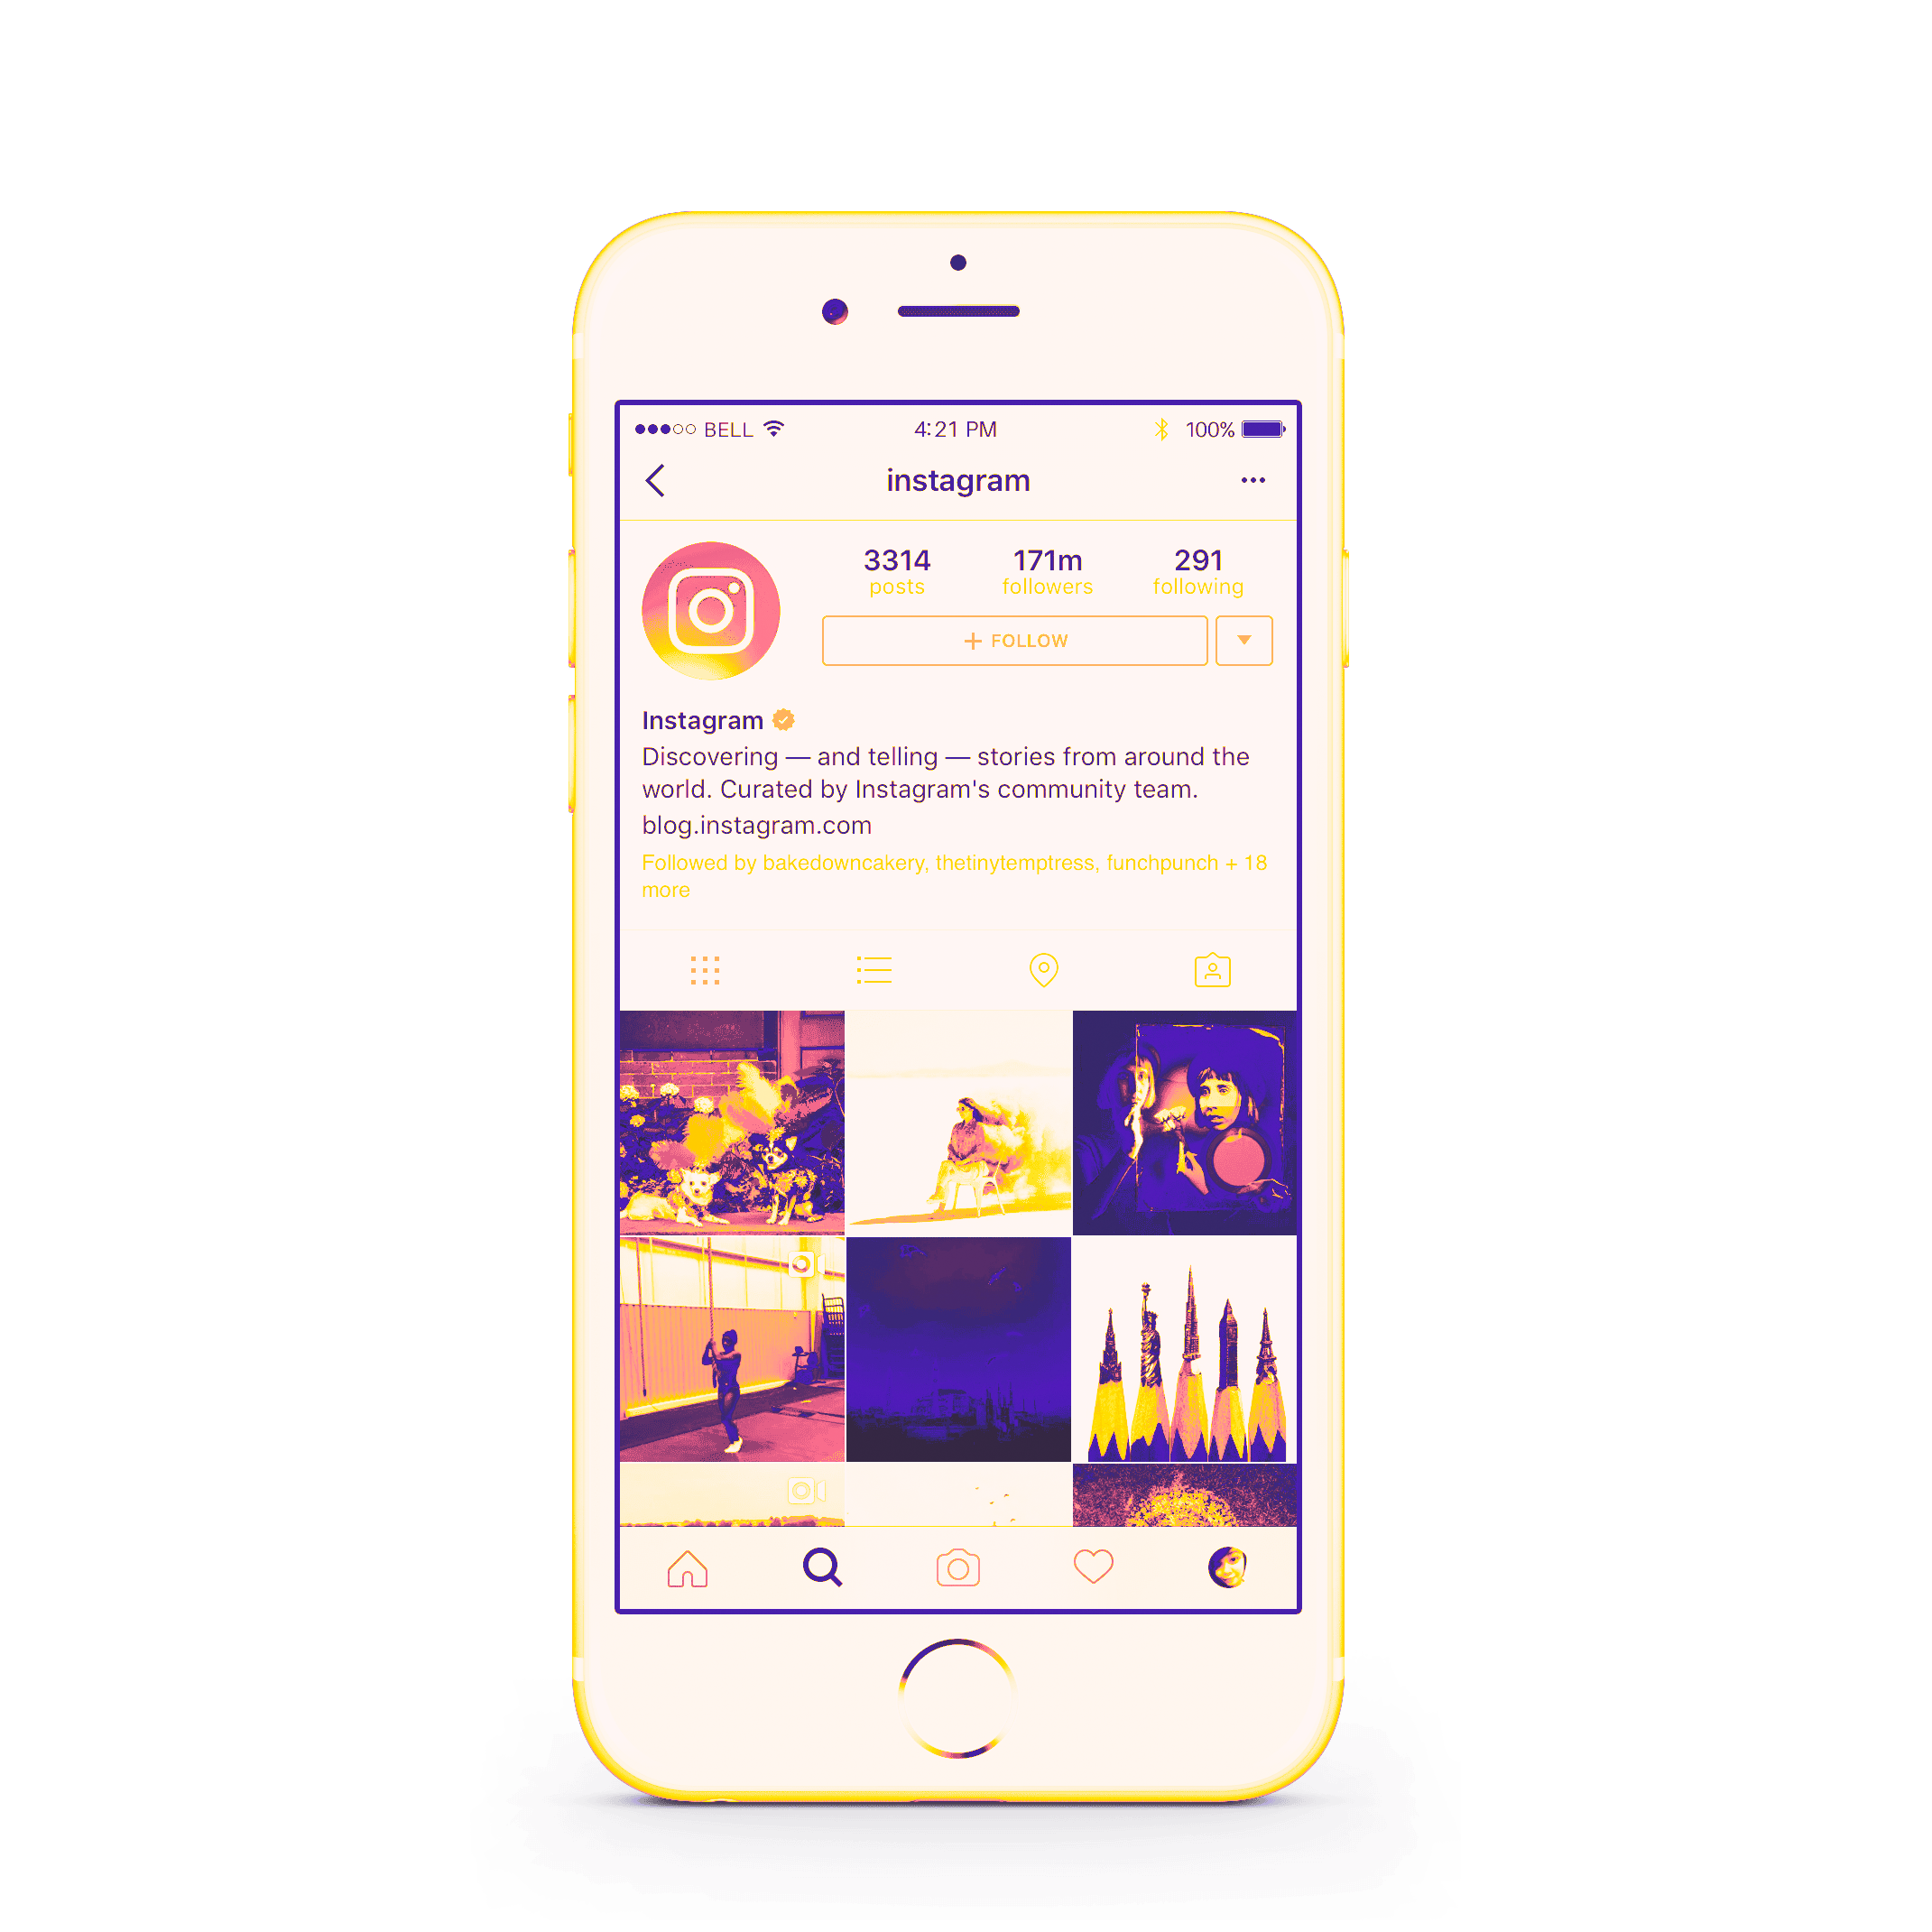 BELL 4:21 PM 100%
instagram
3314 171m 291
posts followers following
+ FOLLOW
Instagram
Discovering — and telling — stories from around the
world. Curated by Instagram's community team.
blog.instagram.com
Followed by bakedowncakery, thetinytemptress, funchpunch + 18
more